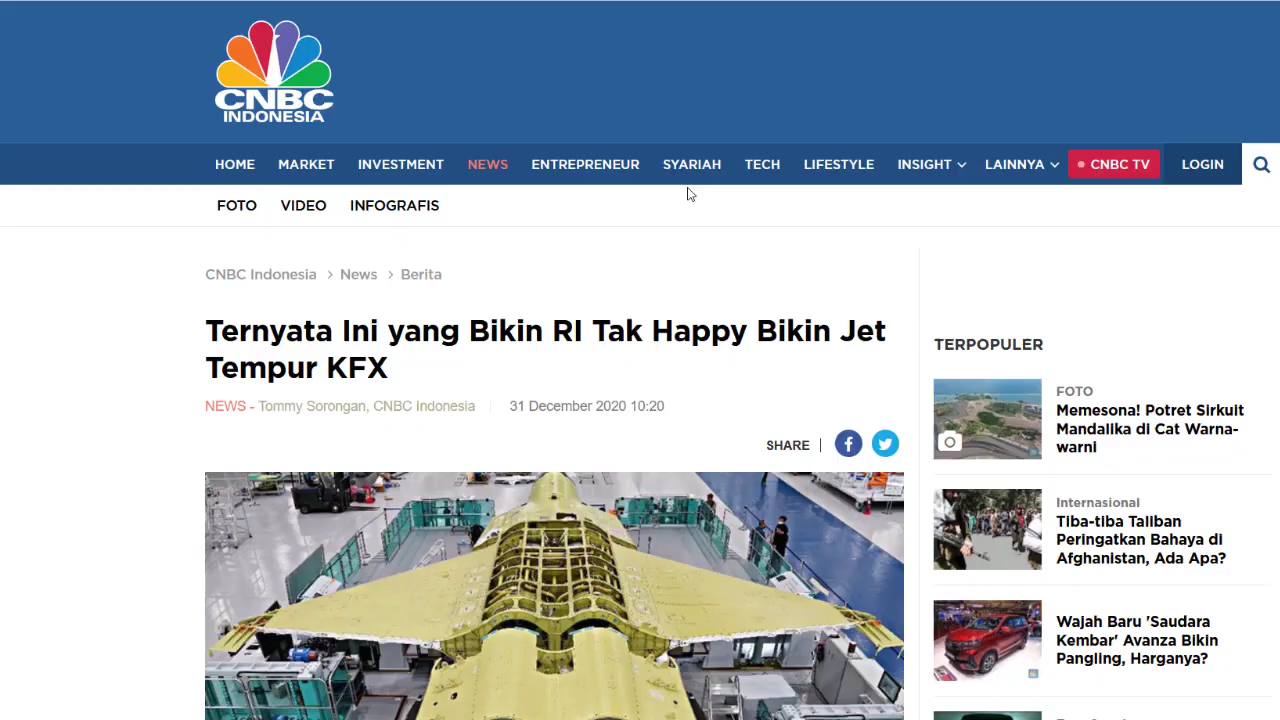 CNBC
INDONESIA
HOME MARKET INVESTMENT NEWS ENTREPRENEUR SYARIAH TECH LIFESTYLE INSIGHT LAINNYA CNBC TV LOGIN
FOTO VIDEO INFOGRAFIS
CNBC Indonesia > News > Berita
Ternyata Ini yang Bikin RI Tak Happy Bikin Jet
Tempur KFX
NEWS - Tommy Sorongan, CNBC Indonesia 31 December 2020 10:20
SHARE |
TERPOPULER
FOTO
Memesona! Potret Sirkuit
Mandalika di Cat Warna-
warni
Internasional
Tiba-tiba Taliban
Peringatkan Bahaya di
Afghanistan, Ada Apa?
Wajah Baru 'Saudara
Kembar' Avanza Bikin
Pangling, Harganya?